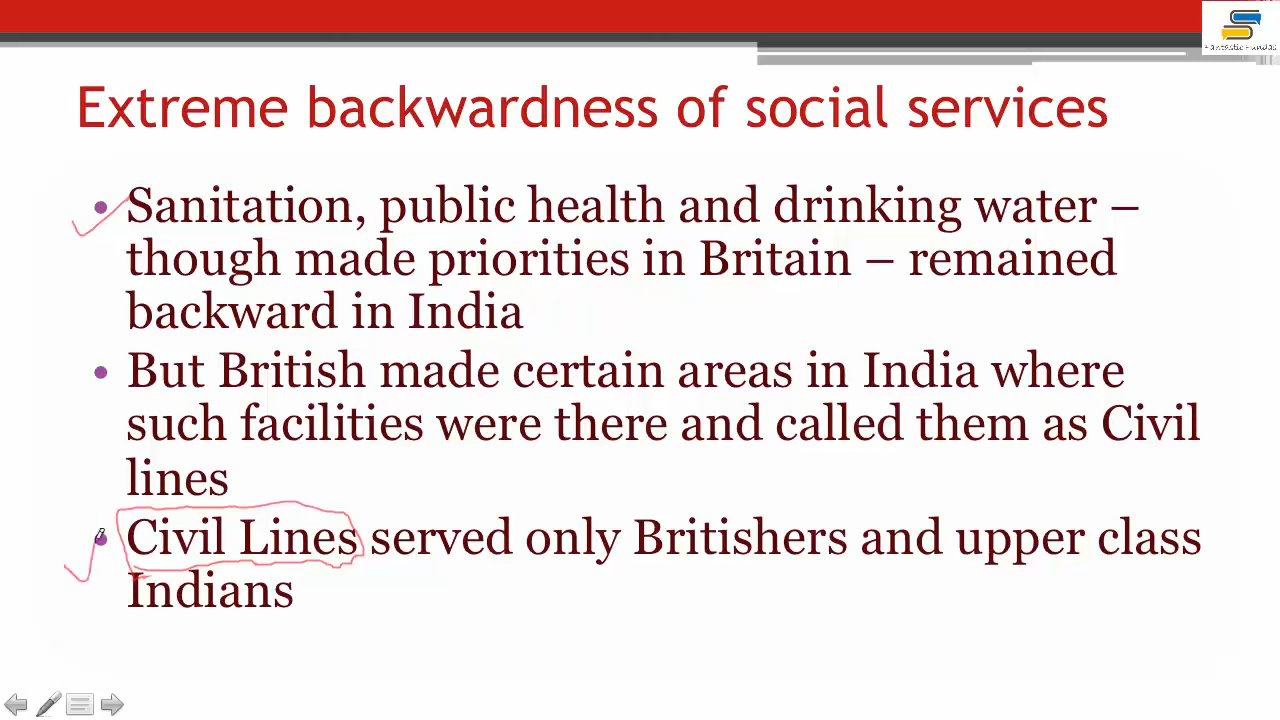 Fantastic Fundas
Extreme backwardness of social services
• Sanitation, public health and drinking water –
though made priorities in Britain – remained
backward in India
• But British made certain areas in India where
such facilities were there and called them as Civil
lines
• Civil Lines served only Britishers and upper class
Indians